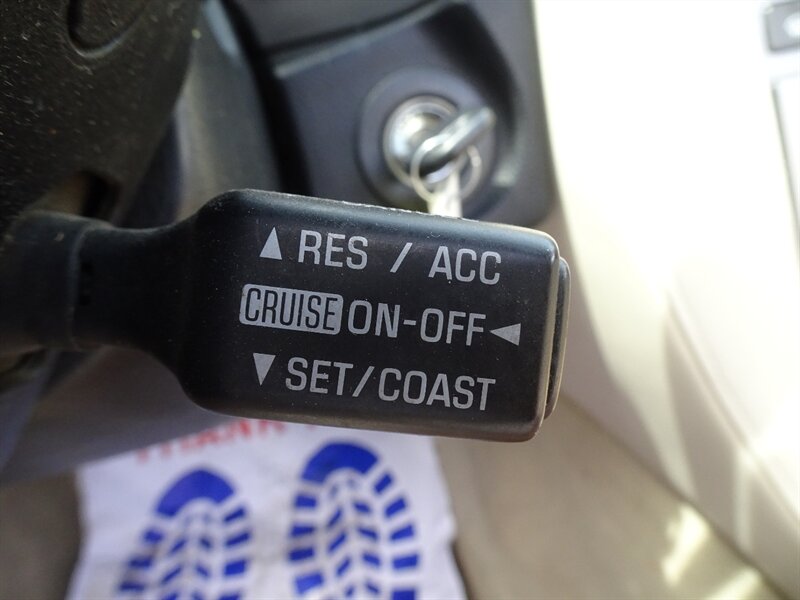 ▲ RES / ACC
CRUISE ON-OFF◄
▼ SET/COAST